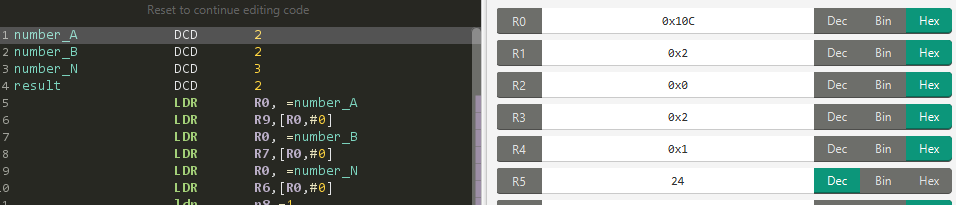 Reset to continue editing code
1 number_A DCD 2
2 number_B DCD 2
3 number_N DCD 3
4 result DCD 2
5 LDR R0, =number_A
6 LDR R9,[R0,#0]
7 LDR R0, =number_B
8 LDR R7,[R0,#0]
9 LDR R0, =number_N
0 LDR R6,[R0,#0]
ldr r8,=1
R0 0x10C Dec Bin Hex
R1 0x2 Dec Bin Hex
R2 0x0 Dec Bin Hex
R3 0x2 Dec Bin Hex
R4 0x1 Dec Bin Hex
R5 24 Dec Bin Hex